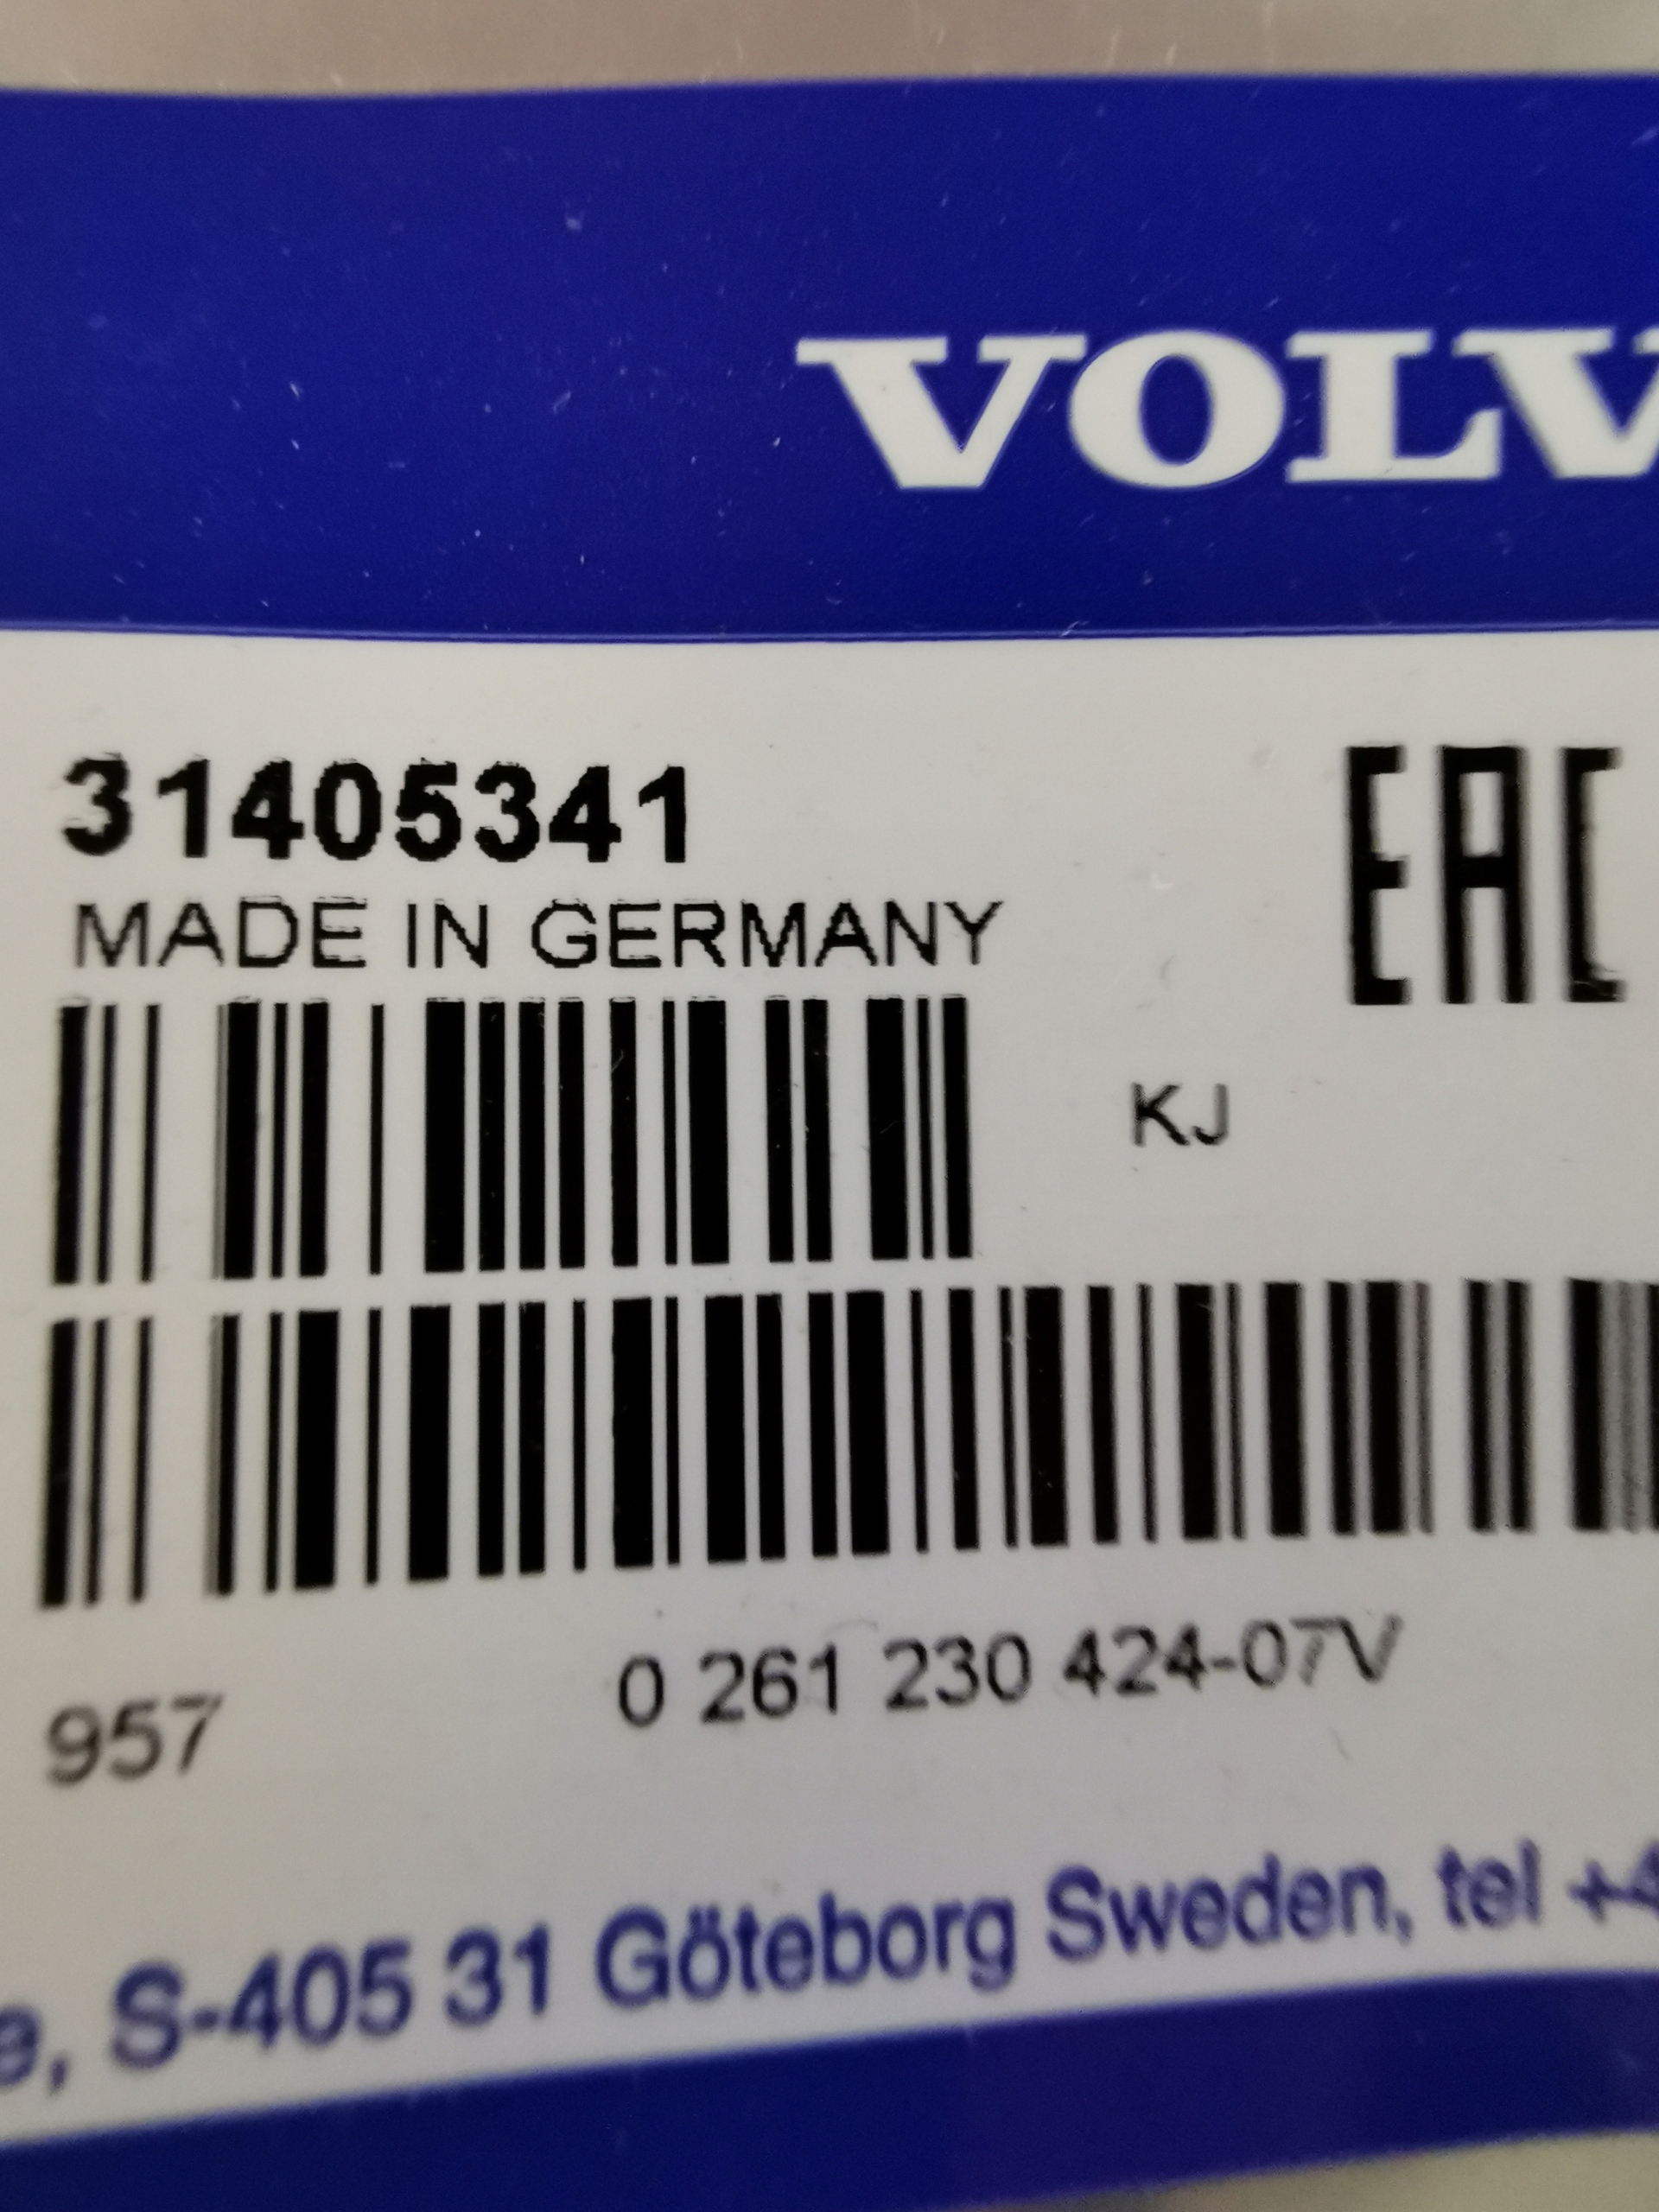 VOLV
31405341
EAC
MADE IN GERMANY
KJ
957
0 261 230 424-07V
e, S-405 31 Göteborg Sweden, tel +4